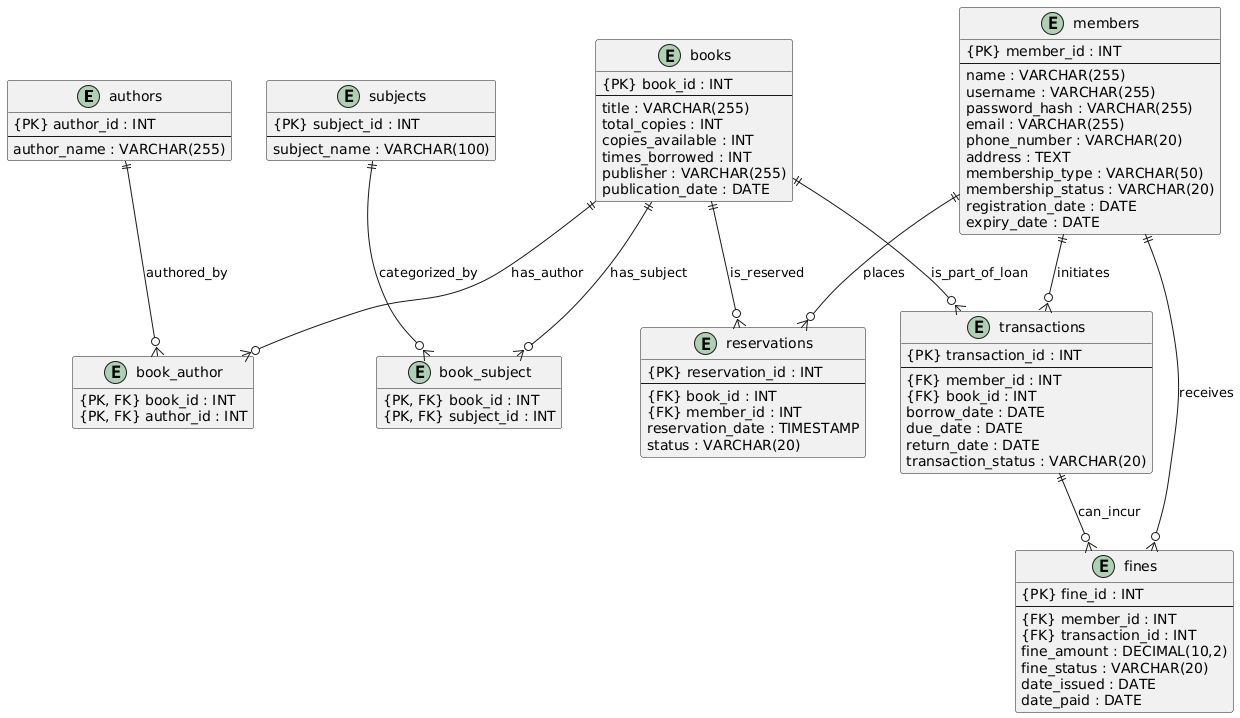 E authors
{PK} author_id : INT
author_name : VARCHAR(255)
E subjects
{PK} subject_id : INT
subject_name : VARCHAR(100)
E books
{PK} book_id : INT
title : VARCHAR(255)
total_copies : INT
copies_available : INT
times_borrowed : INT
publisher : VARCHAR(255)
publication_date : DATE
E members
{PK} member_id : INT
name : VARCHAR(255)
username : VARCHAR(255)
password_hash : VARCHAR(255)
email : VARCHAR(255)
phone_number : VARCHAR(20)
address : TEXT
membership_type : VARCHAR(50)
membership_status : VARCHAR(20)
registration_date : DATE
expiry_date : DATE
authored_by
categorized_by
has_author
has_subject
is_reserved
places
is_part_of_loan
initiates
E book_author
{PK, FK} book_id : INT
{PK, FK} author_id : INT
E book_subject
{PK, FK} book_id : INT
{PK, FK} subject_id : INT
E reservations
{PK} reservation_id : INT
{FK} book_id : INT
{FK} member_id : INT
reservation_date : TIMESTAMP
status : VARCHAR(20)
E transactions
{PK} transaction_id : INT
{FK} member_id : INT
{FK} book_id : INT
borrow_date : DATE
due_date : DATE
return_date : DATE
transaction_status : VARCHAR(20)
receives
can_incur
E fines
{PK} fine_id : INT
{FK} member_id : INT
{FK} transaction_id : INT
fine_amount : DECIMAL(10,2)
fine_status : VARCHAR(20)
date_issued : DATE
date_paid : DATE